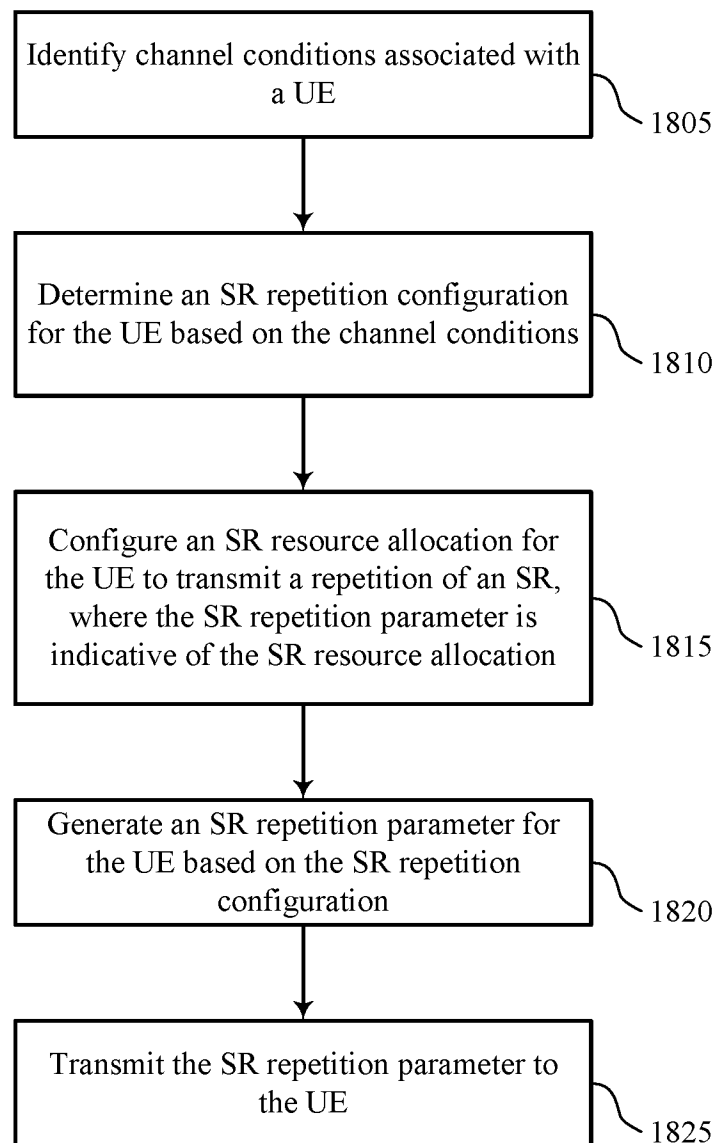 Identify channel conditions associated with
a UE
1805
Determine an SR repetition configuration
for the UE based on the channel conditions
1810
Configure an SR resource allocation for
the UE to transmit a repetition of an SR,
where the SR repetition parameter is
indicative of the SR resource allocation
1815
Generate an SR repetition parameter for
the UE based on the SR repetition
configuration
1820
Transmit the SR repetition parameter to
the UE
1825